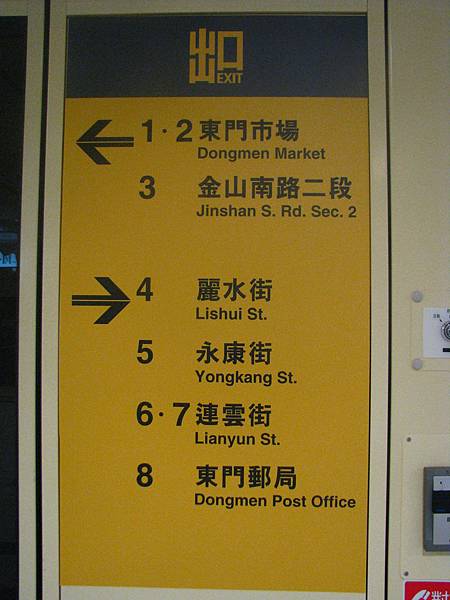 出口
EXIT
1·2 東門市場
Dongmen Market
3 金山南路二段
Jinshan S. Rd. Sec. 2
4 麗水街
Lishui St.
5 永康街
Yongkang St.
6·7 連雲街
Lianyun St.
8 東門郵局
Dongmen Post Office
對